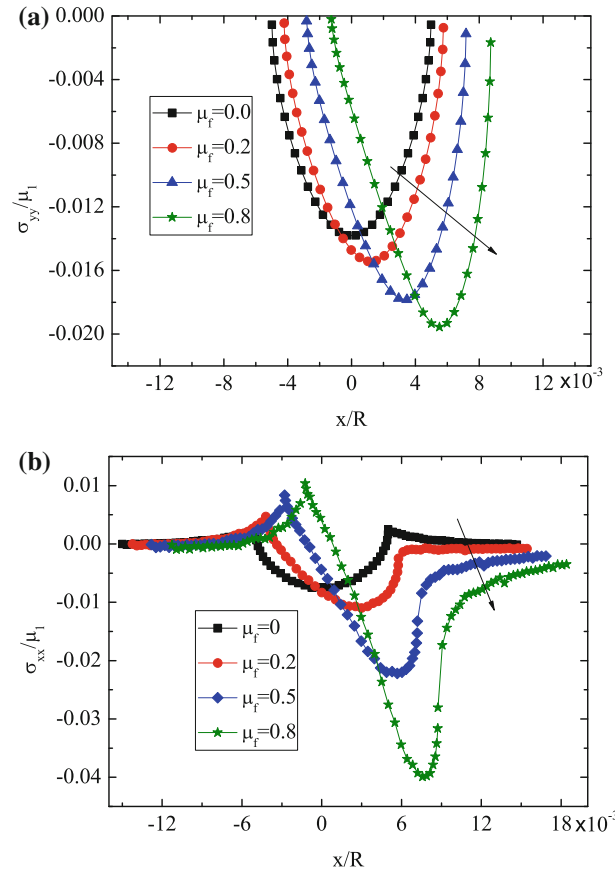 (a)
0.000
-0.004
-0.008
-0.012
-0.016
-0.020
σyy/μ1
μf=0.0
μf=0.2
μf=0.5
μf=0.8
-12 -8 -4 0 4 8 12 ×10⁻³
x/R
(b)
0.01
0.00
-0.01
-0.02
-0.03
-0.04
σxx/μ1
μf=0
μf=0.2
μf=0.5
μf=0.8
-12 -6 0 6 12 18×10⁻³
x/R